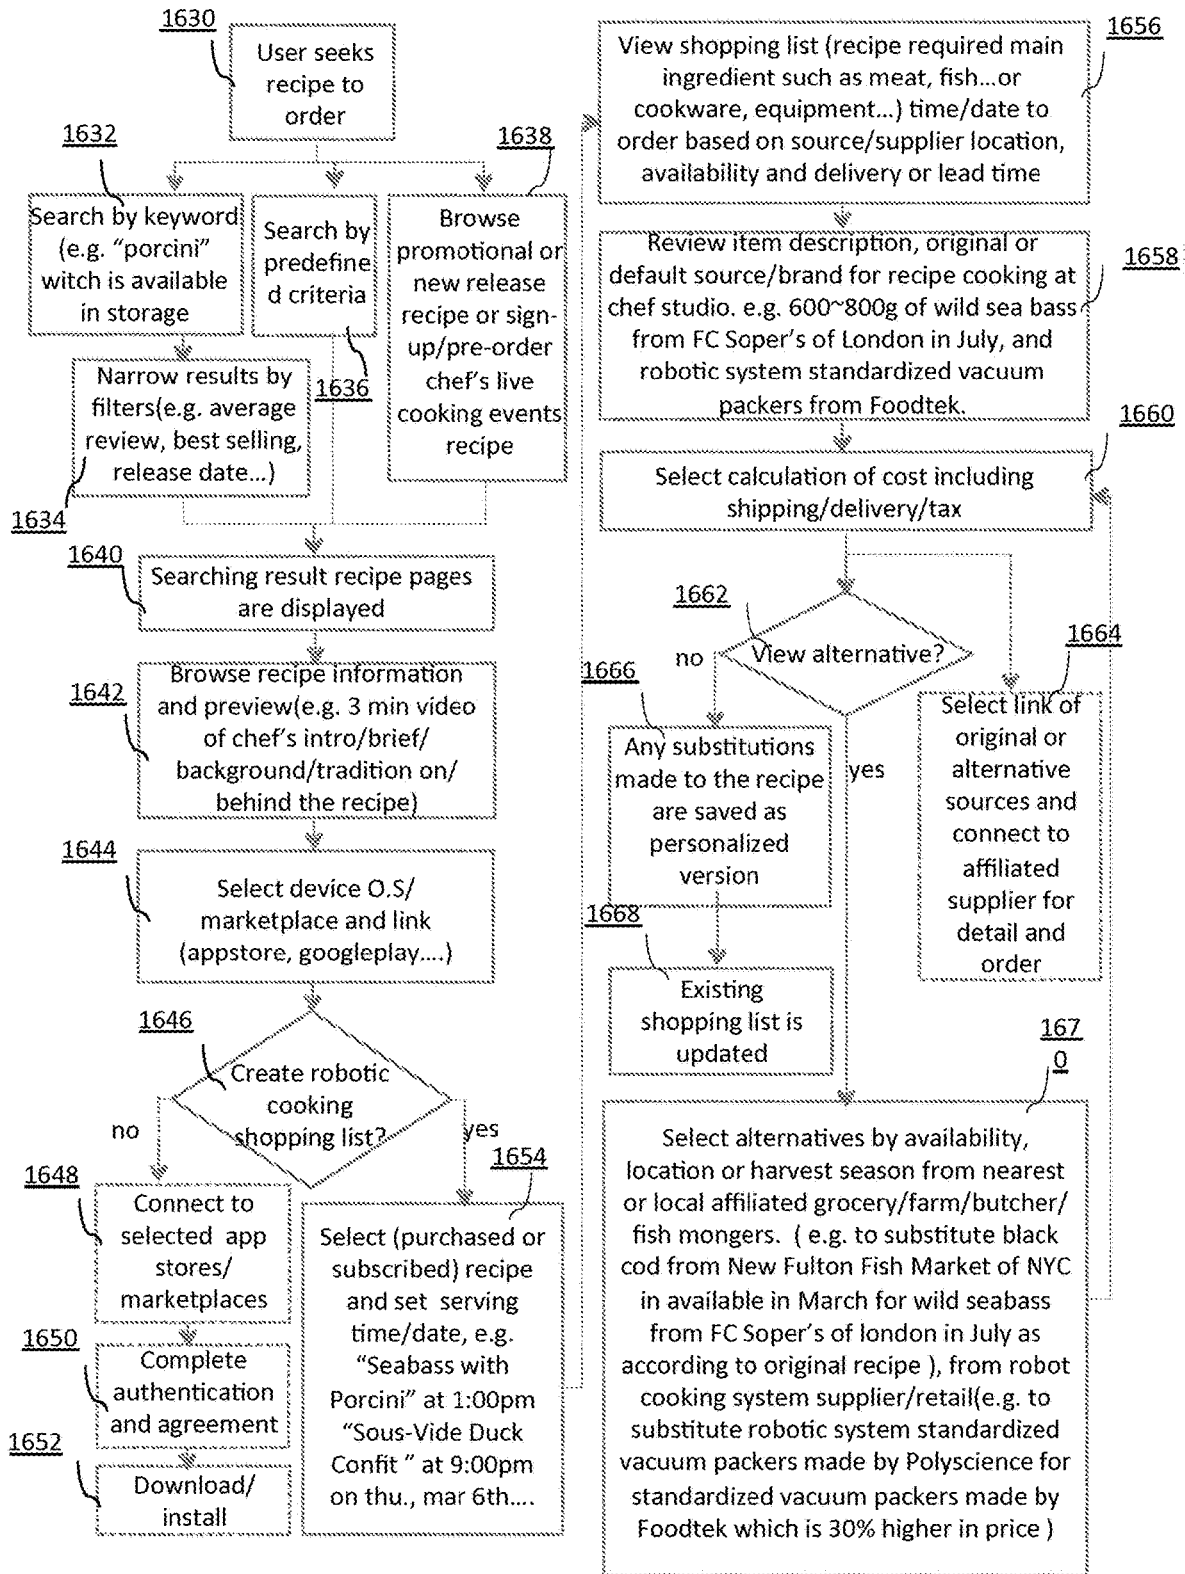 1630
User seeks
recipe to
order
1632
Search by keyword
(e.g. “porcini”
witch is available
in storage
Search by
predefine
d criteria
1636
1638
Browse
promotional or
new release
recipe or sign-
up/pre-order
chef's live
cooking events
recipe
Narrow results by
filters(e.g. average
review, best selling,
release date...)
1634
1640
Searching result recipe pages
are displayed
1642
Browse recipe information
and preview(e.g. 3 min video
of chef's intro/brief/
background/tradition on/
behind the recipe)
1644
Select device O.S/
marketplace and link
(appstore, googleplay....)
1646
Create robotic
cooking
shopping list?
no
yes
1648
Connect to
selected app
stores/
marketplaces
1650
Complete
authentication
and agreement
1652
Download/
install
1654
Select (purchased or
subscribed) recipe
and set serving
time/date, e.g.
“Seabass with
Porcini” at 1:00pm
“Sous-Vide Duck
Confit ” at 9:00pm
on thu., mar 6th....
1656
View shopping list (recipe required main
ingredient such as meat, fish...or
cookware, equipment...) time/date to
order based on source/supplier location,
availability and delivery or lead time
1658
Review item description, original or
default source/brand for recipe cooking at
chef studio. e.g. 600~800g of wild sea bass
from FC Soper's of London in July, and
robotic system standardized vacuum
packers from Foodtek.
1660
Select calculation of cost including
shipping/delivery/tax
1662
View alternative?
no
yes
1664
Select link of
original or
alternative
sources and
connect to
affiliated
supplier for
detail and
order
1666
Any substitutions
made to the recipe
are saved as
personalized
version
1668
Existing
shopping list is
updated
167
0
Select alternatives by availability,
location or harvest season from nearest
or local affiliated grocery/farm/butcher/
fish mongers. ( e.g. to substitute black
cod from New Fulton Fish Market of NYC
in available in March for wild seabass
from FC Soper's of london in July as
according to original recipe ), from robot
cooking system supplier/retail(e.g. to
substitute robotic system standardized
vacuum packers made by Polyscience for
standardized vacuum packers made by
Foodtek which is 30% higher in price )